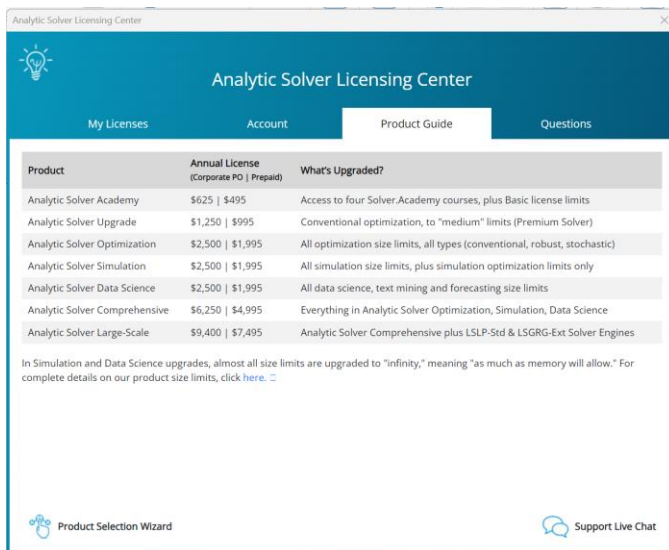 Analytic Solver Licensing Center
Analytic Solver Licensing Center
My Licenses Account Product Guide Questions
Product Annual License (Corporate PO | Prepaid) What's Upgraded?
Analytic Solver Academy $625 | $495 Access to four Solver.Academy courses, plus Basic license limits
Analytic Solver Upgrade $1,250 | $995 Conventional optimization, to "medium" limits (Premium Solver)
Analytic Solver Optimization $2,500 | $1,995 All optimization size limits, all types (conventional, robust, stochastic)
Analytic Solver Simulation $2,500 | $1,995 All simulation size limits, plus simulation optimization limits only
Analytic Solver Data Science $2,500 | $1,995 All data science, text mining and forecasting size limits
Analytic Solver Comprehensive $6,250 | $4,995 Everything in Analytic Solver Optimization, Simulation, Data Science
Analytic Solver Large-Scale $9,400 | $7,495 Analytic Solver Comprehensive plus LSLP-Std & LSGRG-Ext Solver Engines
In Simulation and Data Science upgrades, almost all size limits are upgraded to "infinity," meaning "as much as memory will allow." For
complete details on our product size limits, click here.
Product Selection Wizard Support Live Chat